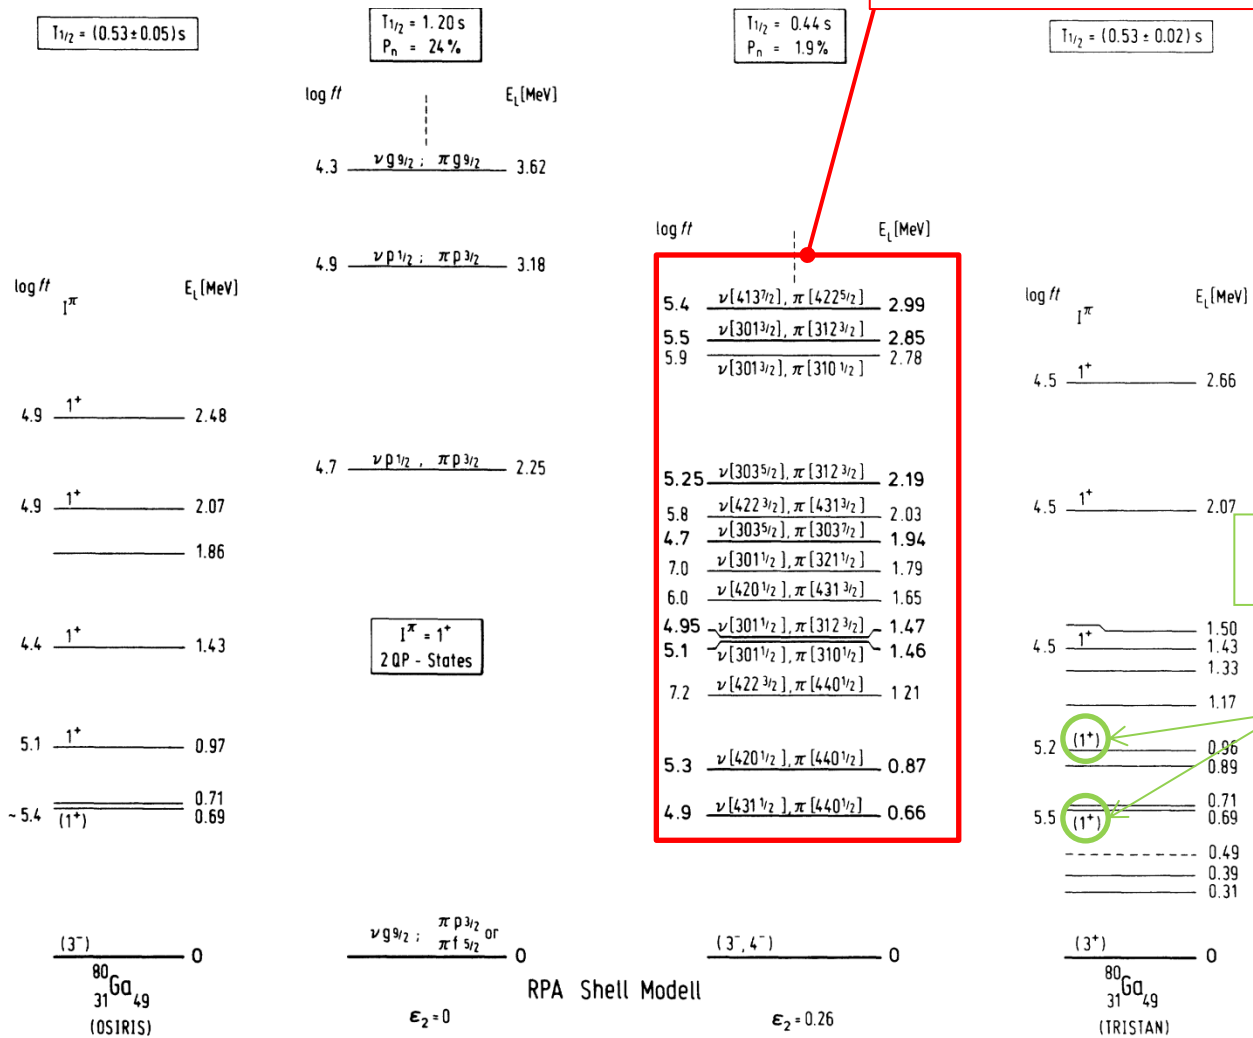 T1/2 = (0.53±0.05)s
log ft
I^π
E_L[MeV]
4.9 1⁺ 2.48
4.9 1⁺ 2.07
1.86
4.4 1⁺ 1.43
5.1 1⁺ 0.97
0.71
~5.4 (1⁺) 0.69
(3⁻) 0
⁸⁰₃₁Ga₄₉
(OSIRIS)
T1/2 = 1.20 s
Pn = 24%
log ft E_L[MeV]
4.3 νg9/2 ; πg9/2 3.62
4.9 νp1/2 ; πp3/2 3.18
4.7 νp1/2 , πp3/2 2.25
I^π = 1⁺
2QP - States
νg9/2 ; πp3/2 or
πf5/2 0
RPA Shell Modell
ε₂ = 0
T1/2 = 0.44 s
Pn = 1.9%
log ft E_L[MeV]
5.4 ν[413 7/2], π[422 5/2] 2.99
5.5 ν[301 3/2], π[312 3/2] 2.85
5.9 2.78
ν[301 3/2], π[310 1/2]
5.25 ν[303 5/2], π[312 3/2] 2.19
5.8 ν[422 3/2], π[431 3/2] 2.03
4.7 ν[303 5/2], π[303 7/2] 1.94
7.0 ν[301 1/2], π[321 1/2] 1.79
6.0 ν[420 1/2], π[431 3/2] 1.65
4.95 ν[301 1/2], π[312 3/2] 1.47
5.1 ν[301 1/2], π[310 1/2] 1.46
7.2 ν[422 3/2], π[440 1/2] 1 21
5.3 ν[420 1/2], π[440 1/2] 0.87
4.9 ν[431 1/2], π[440 1/2] 0.66
(3⁻, 4⁻) 0
ε₂ = 0.26
T1/2 = (0.53 ± 0.02) s
log ft
I^π
E_L[MeV]
4.5 1⁺ 2.66
4.5 1⁺ 2.07
1.50
4.5 1⁺ 1.43
1.33
1.17
5.2 (1⁺) 0.96
0.89
0.71
5.5 (1⁺) 0.69
0.49
0.39
0.31
(3⁺) 0
⁸⁰₃₁Ga₄₉
(TRISTAN)